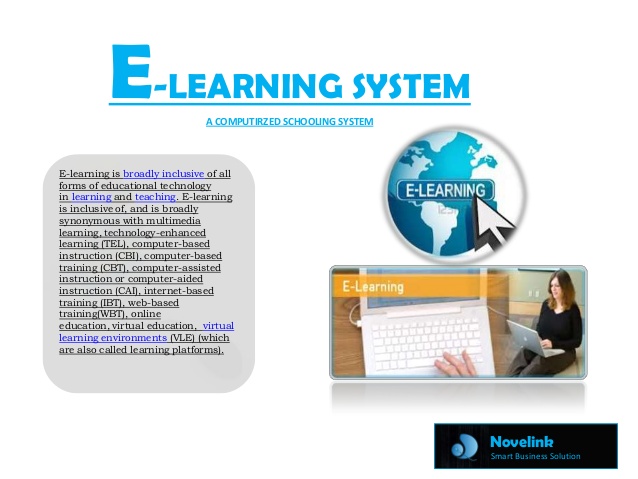 E-LEARNING SYSTEM
A COMPUTIRZED SCHOOLING SYSTEM
E-learning is broadly inclusive of all
forms of educational technology
in learning and teaching. E-learning
is inclusive of, and is broadly
synonymous with multimedia
learning, technology-enhanced
learning (TEL), computer-based
instruction (CBI), computer-based
training (CBT), computer-assisted
instruction or computer-aided
instruction (CAI), internet-based
training (IBT), web-based
training(WBT), online
education, virtual education, virtual
learning environments (VLE) (which
are also called learning platforms).
E-LEARNING
E-Learning
Novelink
Smart Business Solution